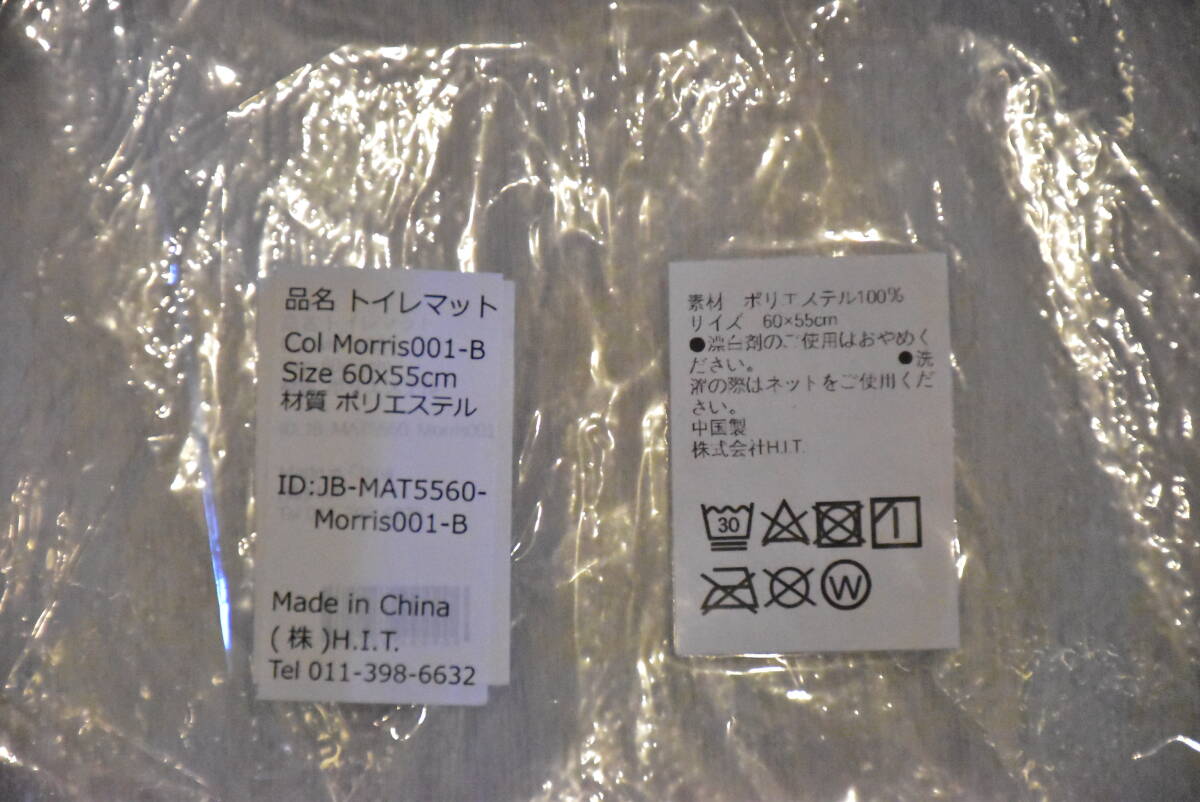 品名 トイレマット
Col Morris001-B
Size 60x55cm
材質 ポリエステル
ID:JB-MAT5560-
Morris001-B
Made in China
(株)H.I.T.
Tel 011-398-6632
素材 ポリエステル100%
サイズ 60×55cm
●漂白剤のご使用はおやめく
ださい。 ●洗
濯の際はネットをご使用くだ
さい。
中国製
株式会社H.I.T.
30
W